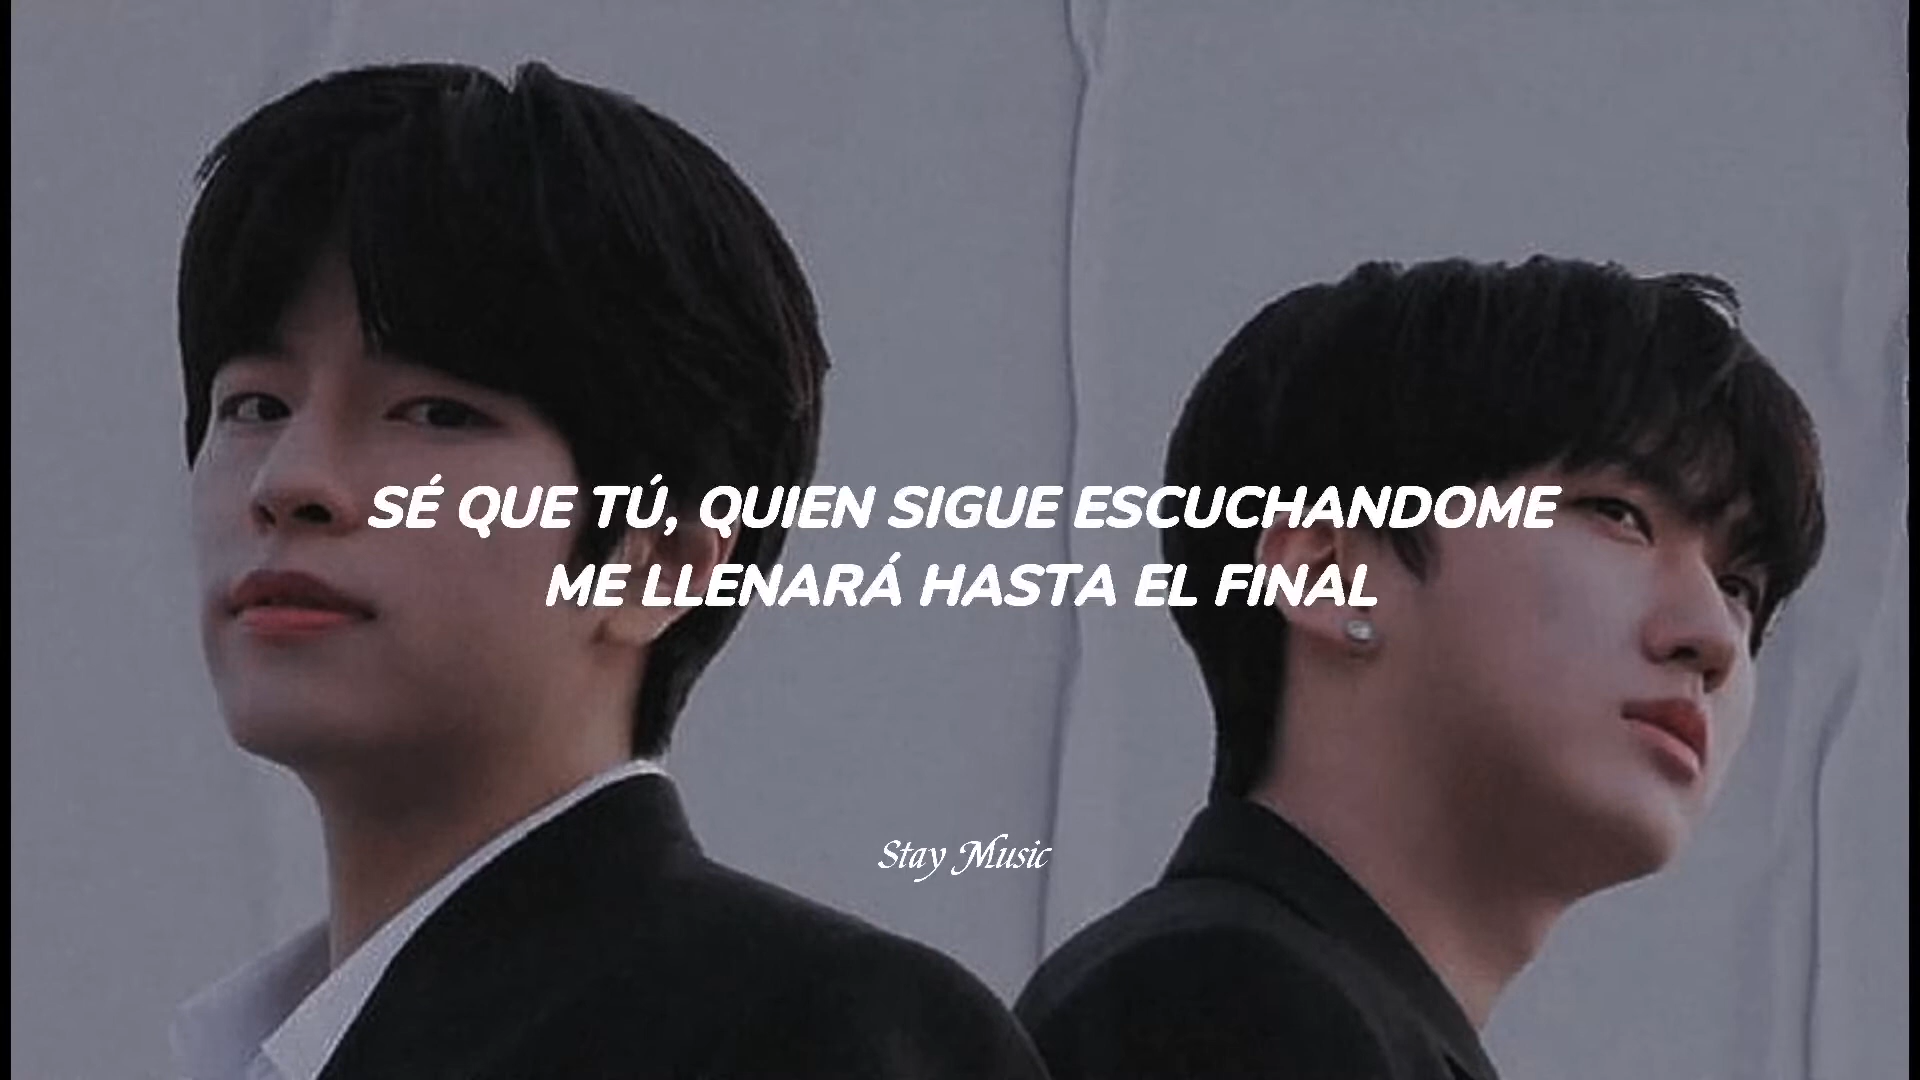 SÉ QUE TÚ, QUIEN SIGUE ESCUCHANDOME
ME LLENARÁ HASTA EL FINAL
Stay Music